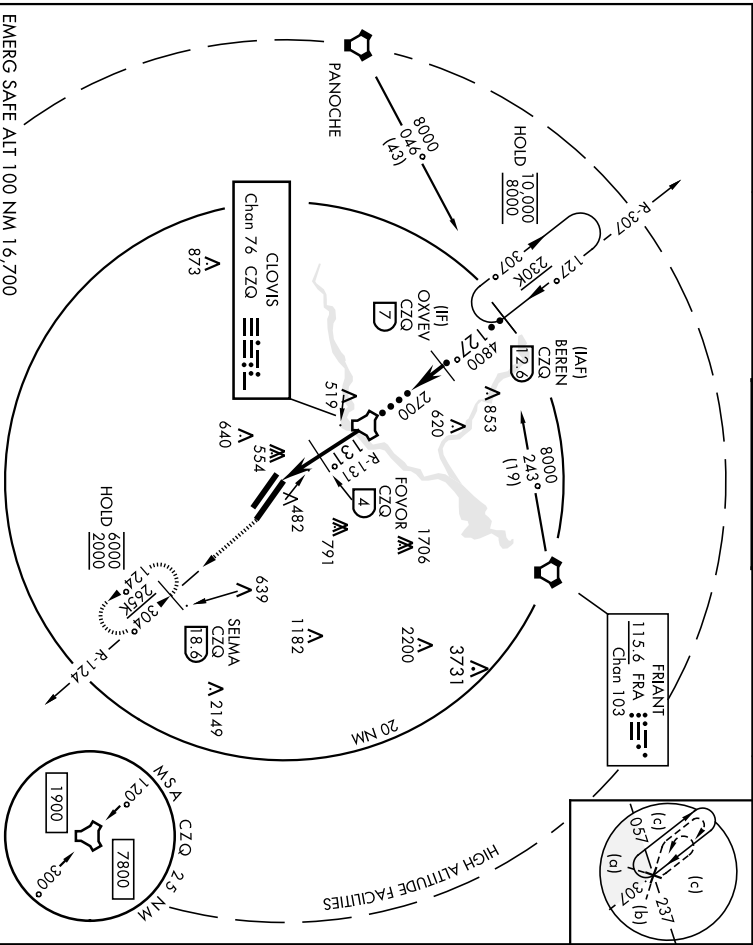 EMERG SAFE ALT 100 NM 16,700
PANOCHE
8000
046°
(43)
HOLD 10,000
8000
R-307
307°
230K
127°
(IAF)
BEREN
CZQ
12.6
4800
127°
(IF)
OXVEV
CZQ
7
2700
CLOVIS
Chan 76 CZQ
873
519
853
620
8000
243°
(19)
FRIANT
115.6 FRA
Chan 103
R-131
131°
FOVOR
CZQ
4
640
554
482
791
1706
HOLD 6000
2000
124°
265K
304°
R-124
639
SELMA
CZQ
18.6
1182
2200
3731
2149
20 NM
HIGH ALTITUDE FACILITIES
MSA CZQ 25 NM
120°
1900
7800
300°
057
(c)
(a)
307
(b)
(c)
237